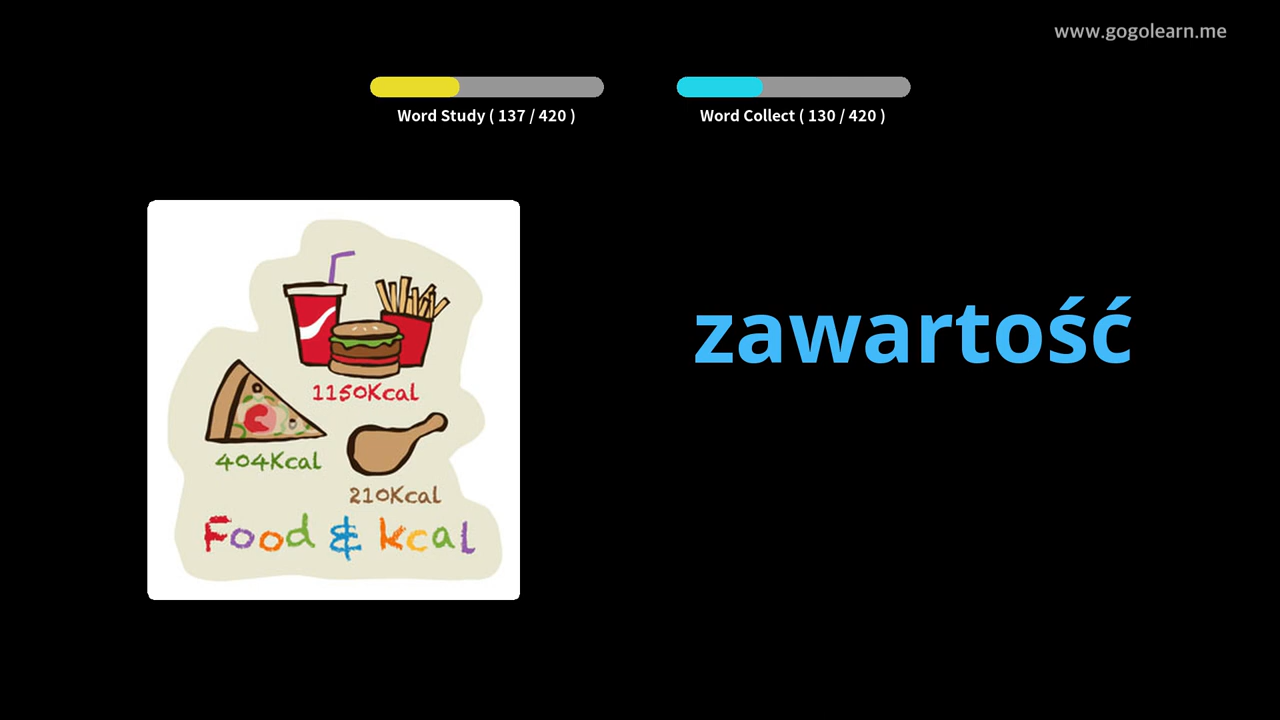 www.gogolearn.me
Word Study ( 137 / 420 )
Word Collect ( 130 / 420 )
1150Kcal
404Kcal
210Kcal
Food & kcal
zawartość